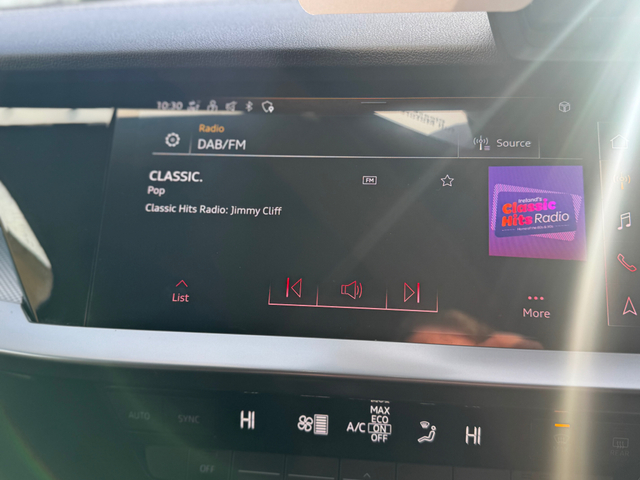 10:30
Radio
DAB/FM
Source
CLASSIC.
Pop
FM
Classic Hits Radio: Jimmy Cliff
Ireland's
Classic
Hits Radio
List
More
AUTO
SYNC
HI
A/C
MAX
ECO
ON
OFF
HI
OFF